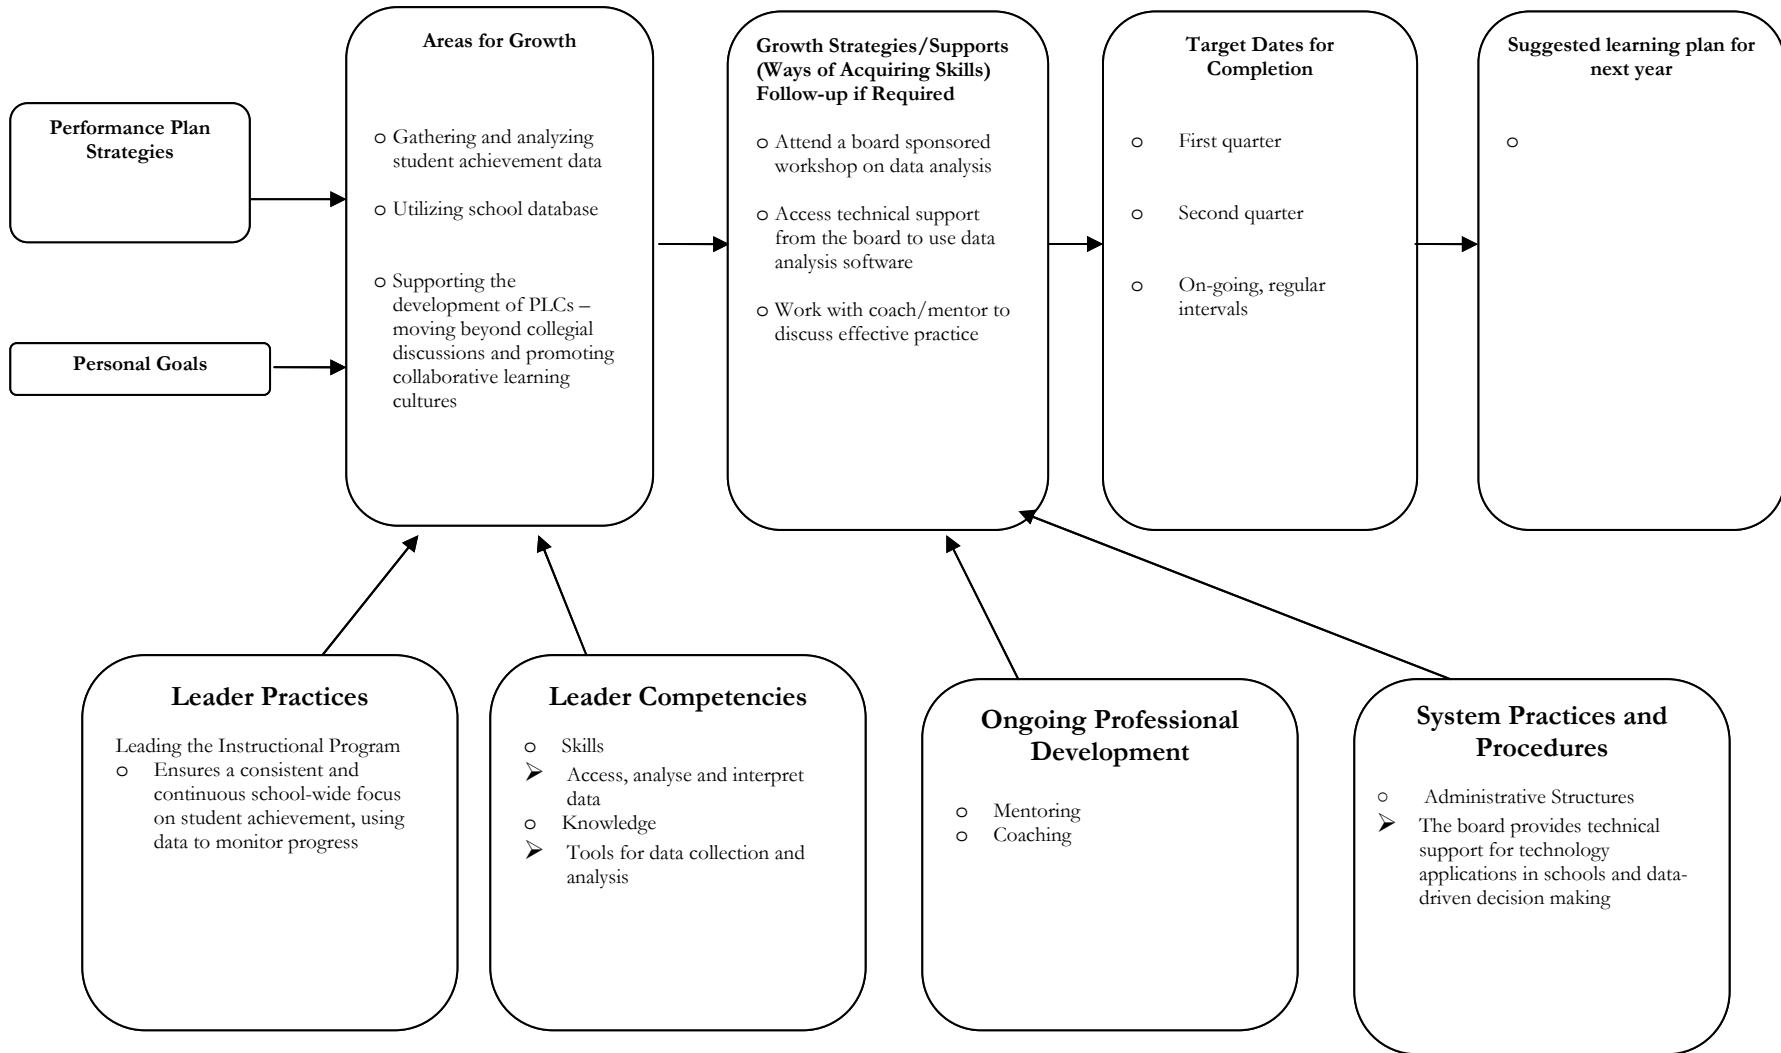 Performance Plan
Strategies
Personal Goals
Areas for Growth
o Gathering and analyzing
student achievement data
o Utilizing school database
o Supporting the
development of PLCs –
moving beyond collegial
discussions and promoting
collaborative learning
cultures
Growth Strategies/Supports
(Ways of Acquiring Skills)
Follow-up if Required
o Attend a board sponsored
workshop on data analysis
o Access technical support
from the board to use data
analysis software
o Work with coach/mentor to
discuss effective practice
Target Dates for
Completion
o First quarter
o Second quarter
o On-going, regular
intervals
Suggested learning plan for
next year
o
Leader Practices
Leading the Instructional Program
o Ensures a consistent and
continuous school-wide focus
on student achievement, using
data to monitor progress
Leader Competencies
o Skills
➢ Access, analyse and interpret
data
o Knowledge
➢ Tools for data collection and
analysis
Ongoing Professional
Development
o Mentoring
o Coaching
System Practices and
Procedures
o Administrative Structures
➢ The board provides technical
support for technology
applications in schools and data-
driven decision making